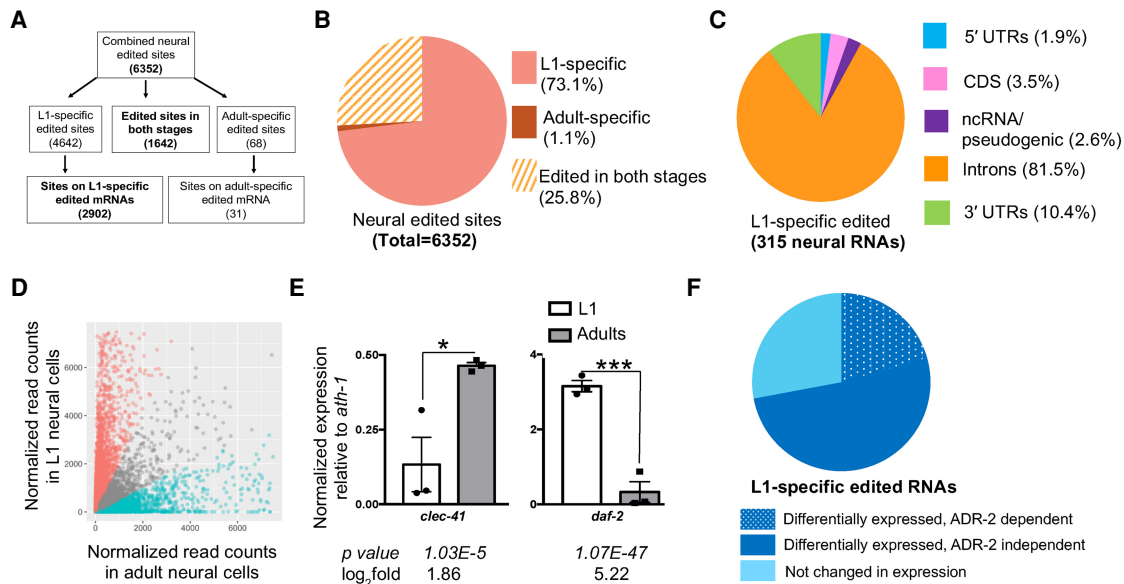 A
Combined neural
edited sites
(6352)
L1-specific
edited sites
(4642)
Edited sites in
both stages
(1642)
Adult-specific
edited sites
(68)
Sites on L1-specific
edited mRNAs
(2902)
Sites on adult-specific
edited mRNA
(31)
B
L1-specific
(73.1%)
Adult-specific
(1.1%)
Edited in both stages
(25.8%)
Neural edited sites
(Total=6352)
C
5′ UTRs (1.9%)
CDS (3.5%)
ncRNA/
pseudogenic (2.6%)
Introns (81.5%)
3′ UTRs (10.4%)
L1-specific edited
(315 neural RNAs)
D
Normalized read counts
in L1 neural cells
6000
4000
2000
0
0 2000 4000 6000
Normalized read counts
in adult neural cells
E
L1
Adults
Normalized expression
relative to ath-1
0.50
0.25
0.00
*
clec-41
4
2
0
***
daf-2
p value 1.03E-5 1.07E-47
log2fold 1.86 5.22
F
L1-specific edited RNAs
Differentially expressed, ADR-2 dependent
Differentially expressed, ADR-2 independent
Not changed in expression